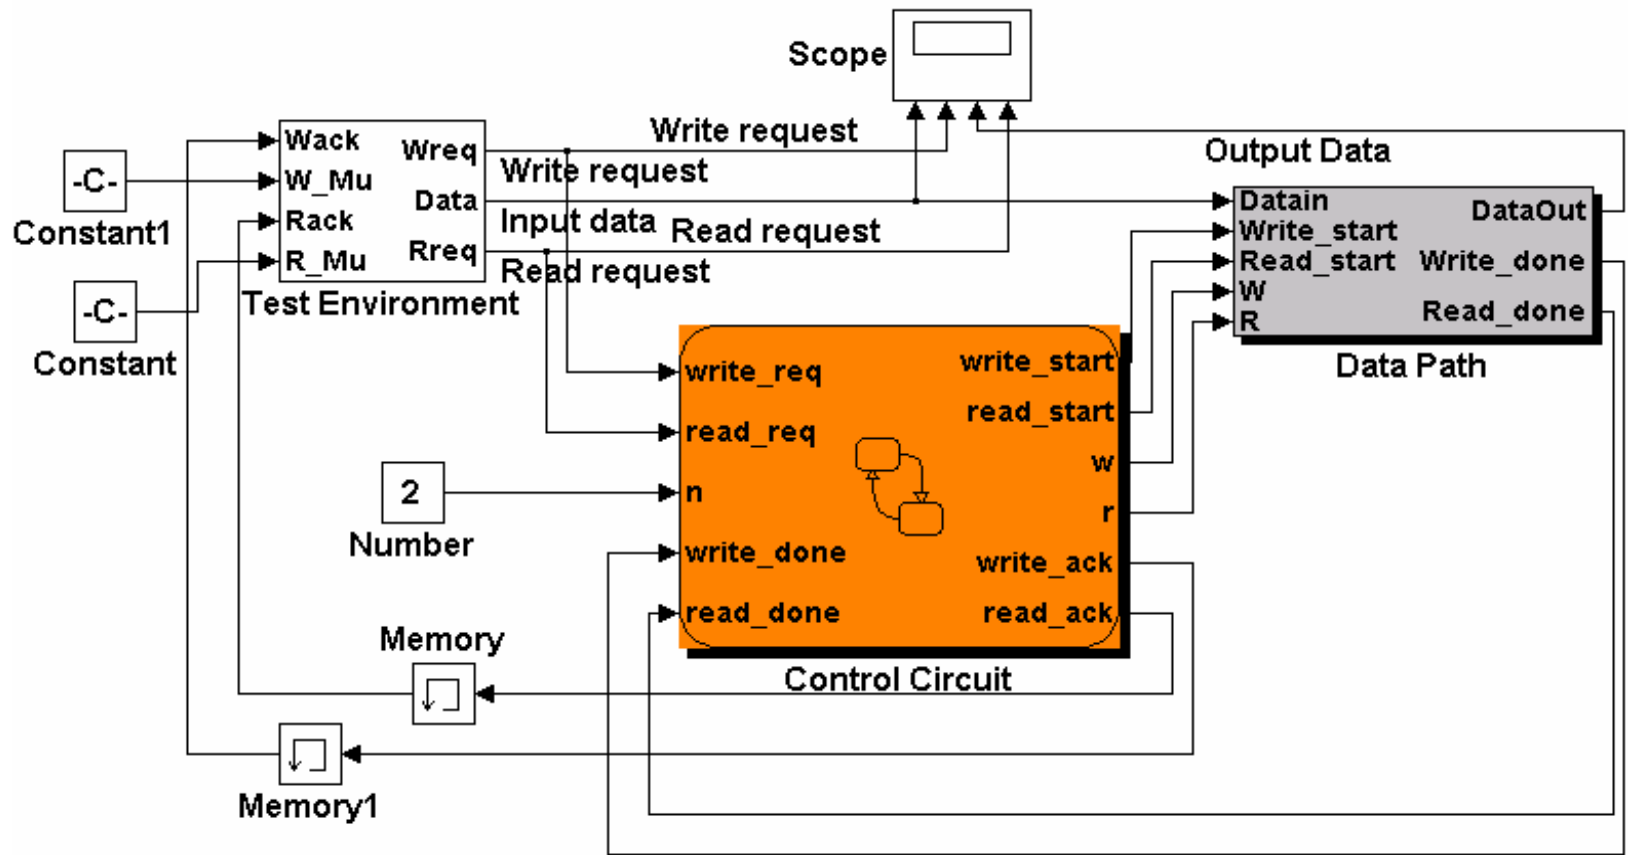 Scope
Write request
Output Data
Wack
W_Mu
Rack
R_Mu
Wreq
Data
Rreq
Test Environment
-C-
Constant1
-C-
Constant
Write request
Input data
Read request
Read request
Datain
Write_start
Read_start
W
R
DataOut
Write_done
Read_done
Data Path
write_req
read_req
n
write_done
read_done
write_start
read_start
w
r
write_ack
read_ack
Control Circuit
2
Number
Memory
Memory1